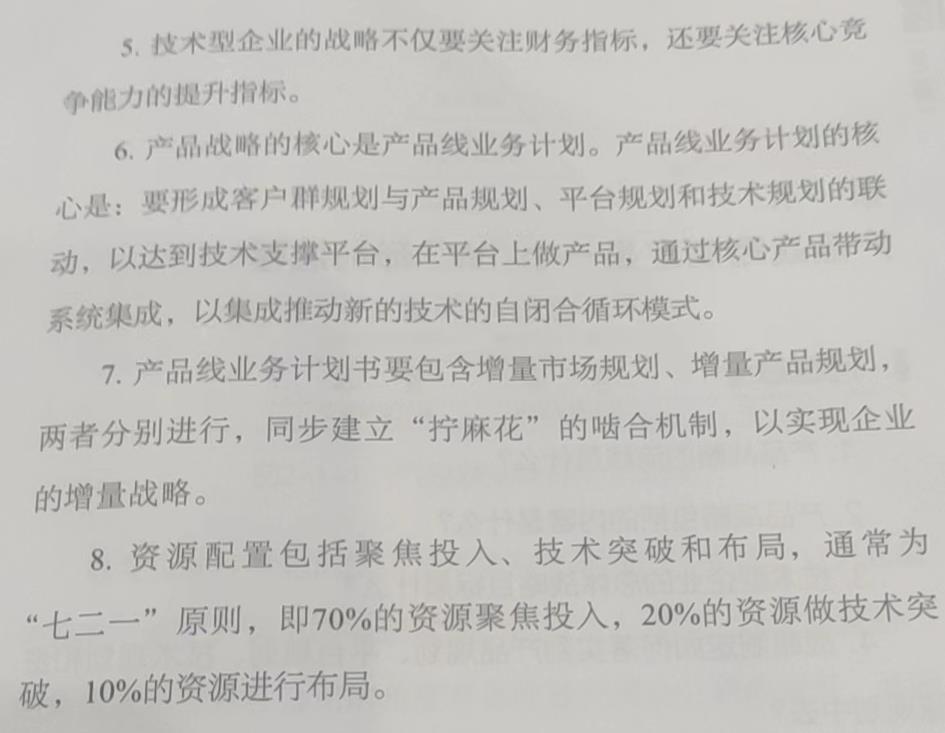 5. 技术型企业的战略不仅要关注财务指标，还要关注核心竞
争能力的提升指标。
6. 产品战略的核心是产品线业务计划。产品线业务计划的核
心是：要形成客户群规划与产品规划、平台规划和技术规划的联
动，以达到技术支撑平台，在平台上做产品，通过核心产品带动
系统集成，以集成推动新的技术的自闭合循环模式。
7. 产品线业务计划书要包含增量市场规划、增量产品规划，
两者分别进行，同步建立“拧麻花”的啮合机制，以实现企业
的增量战略。
8. 资源配置包括聚焦投入、技术突破和布局，通常为
“七二一”原则，即70%的资源聚焦投入，20%的资源做技术突
破，10%的资源进行布局。